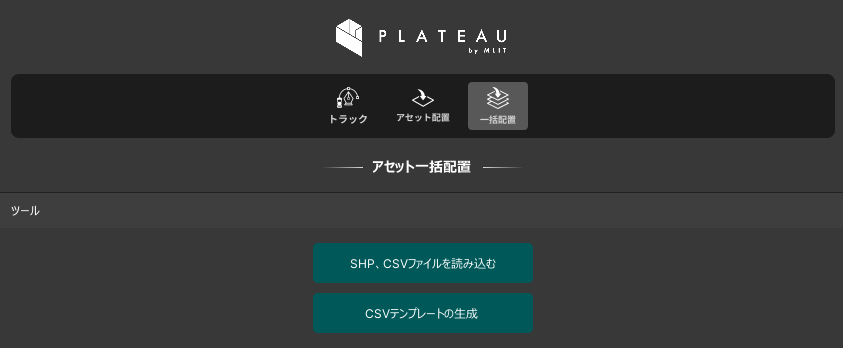 PLATEAU
by MLIT
トラック
アセット配置
一括配置
アセット一括配置
ツール
SHP、CSVファイルを読み込む
CSVテンプレートの生成